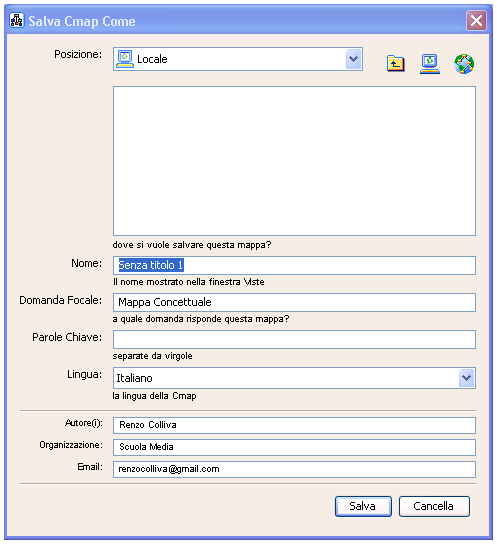 Salva Cmap Come
Posizione: Locale
dove si vuole salvare questa mappa?
Nome: Senza titolo 1
Il nome mostrato nella finestra Viste
Domanda Focale: Mappa Concettuale
a quale domanda risponde questa mappa?
Parole Chiave:
separate da virgole
Lingua: Italiano
la lingua della Cmap
Autore(i): Renzo Colliva
Organizzazione: Scuola Media
Email: renzocolliva@gmail.com
Salva Cancella